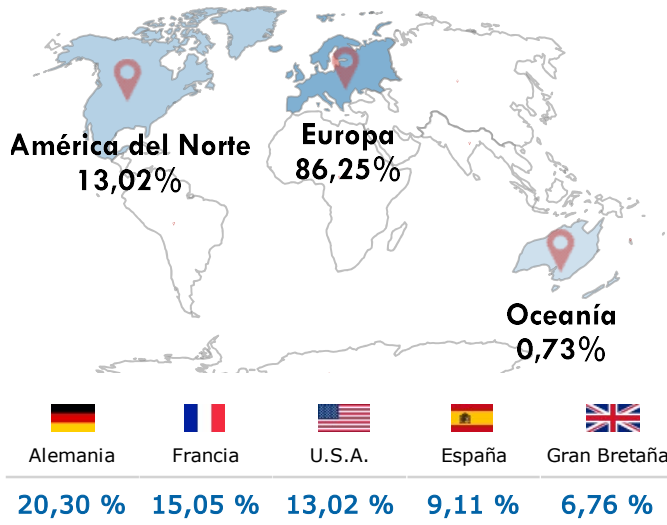 América del Norte
13,02%
Europa
86,25%
Oceanía
0,73%
Alemania Francia U.S.A. España Gran Bretaña
20,30 % 15,05 % 13,02 % 9,11 % 6,76 %